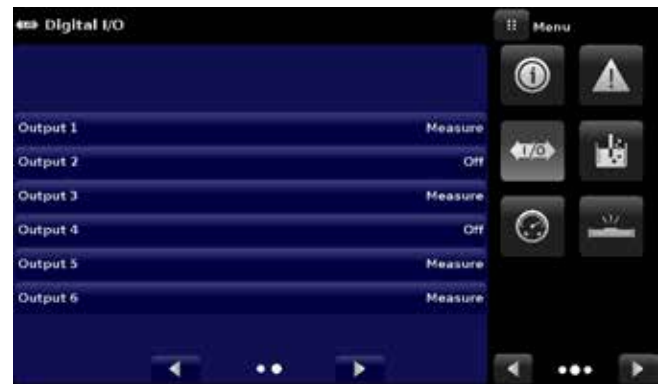 Digital I/O
Menu
Output 1 Measure
Output 2 Off
I/O
Output 3 Measure
Output 4 Off
Output 5 Measure
Output 6 Measure